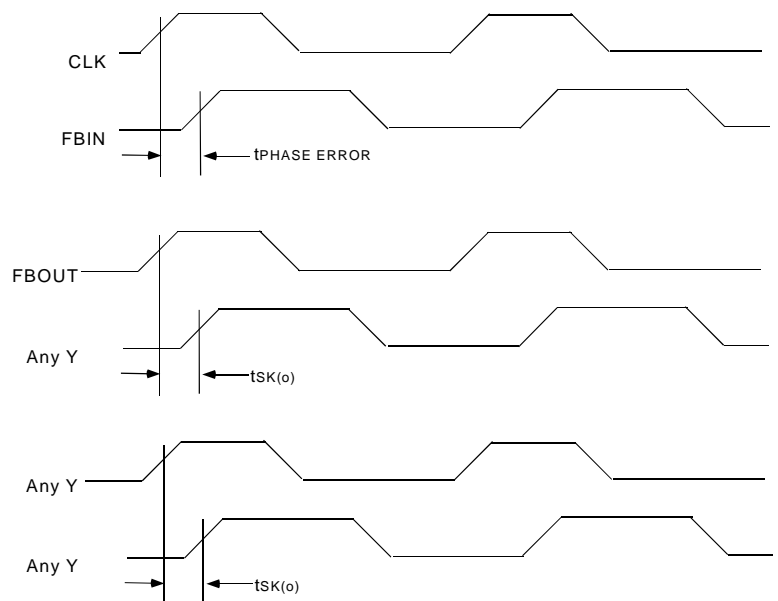 CLK
FBIN
tPHASE ERROR
FBOUT
Any Y
tSK(o)
Any Y
Any Y
tSK(o)